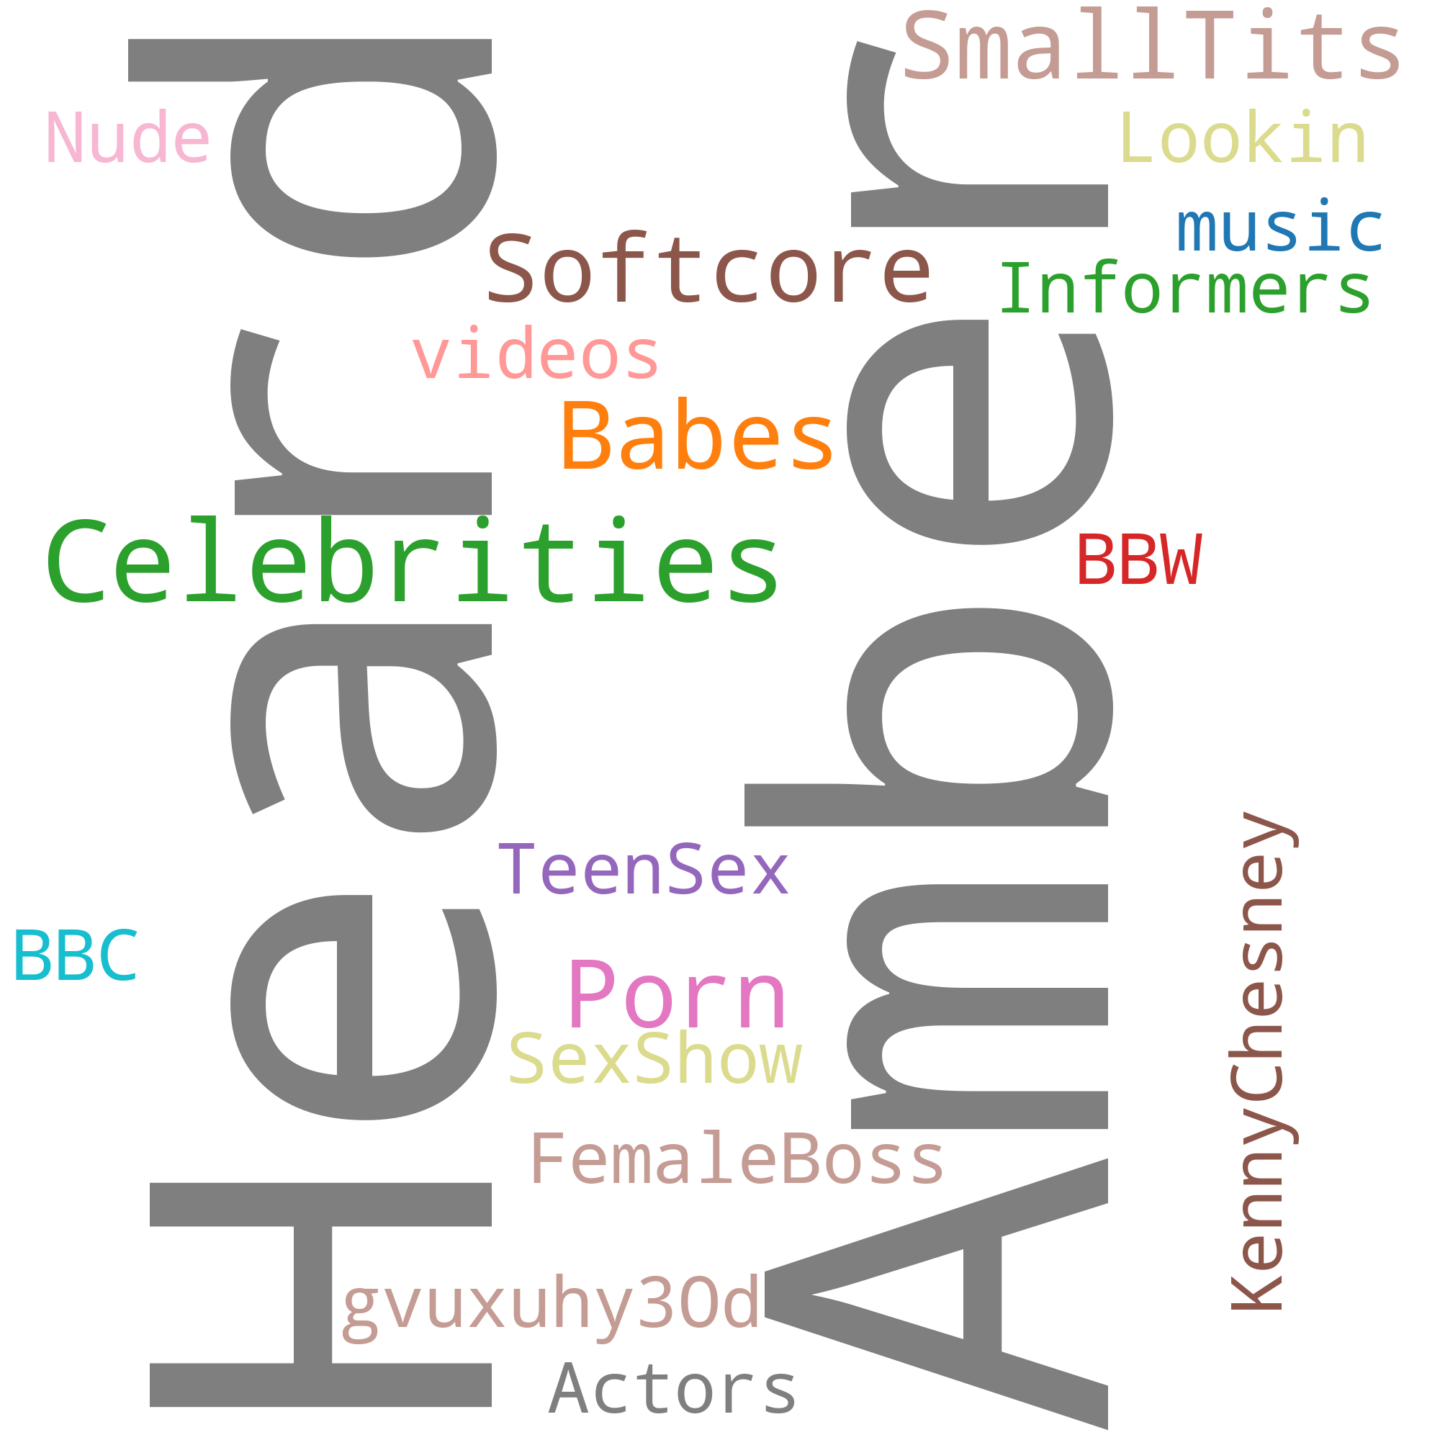 SmallTits
Nude
Lookin
music
Softcore
Informers
videos
Babes
Celebrities
BBW
Heard
Amber
TeenSex
BBC
Porn
SexShow
KennyChesney
FemaleBoss
gvuxuhy3Od
Actors